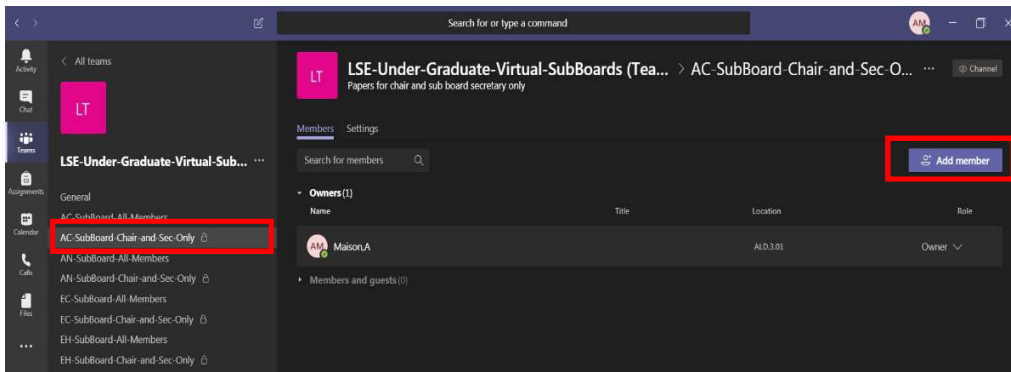 Search for or type a command
AM
Activity
Chat
Teams
Assignments
Calendar
Calls
Files
All teams
LT
LSE-Under-Graduate-Virtual-Sub... ...
General
AC-SubBoard-All-Members
AC-SubBoard-Chair-and-Sec-Only
AN-SubBoard-All-Members
AN-SubBoard-Chair-and-Sec-Only
EC-SubBoard-All-Members
EC-SubBoard-Chair-and-Sec-Only
EH-SubBoard-All-Members
EH-SubBoard-Chair-and-Sec-Only
LT
LSE-Under-Graduate-Virtual-SubBoards (Tea... > AC-SubBoard-Chair-and-Sec-O... ... Channel
Papers for chair and sub board secretary only
Members Settings
Search for members
Add member
Owners(1)
Name Title Location Role
AM Maison,A ALD.3.01 Owner
Members and guests(0)